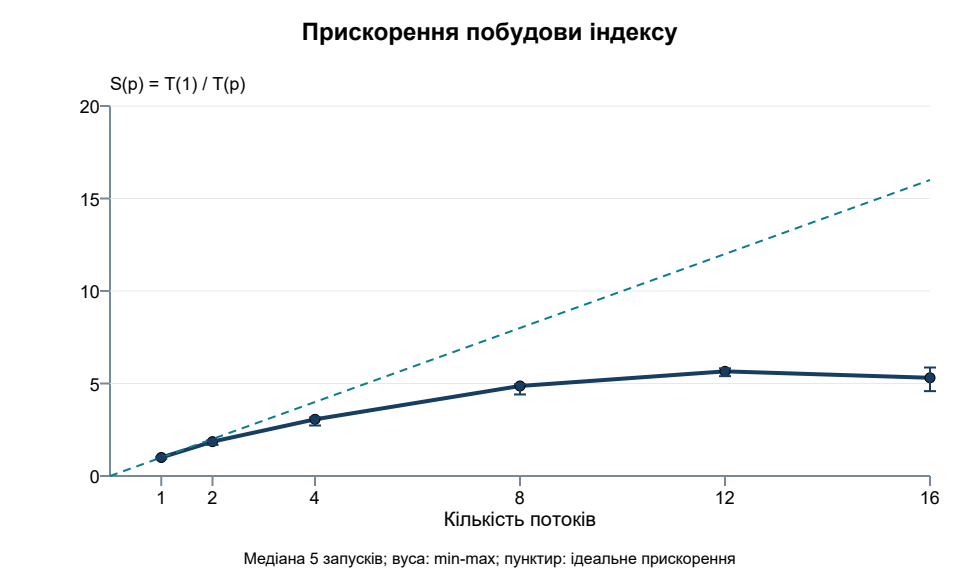 Прискорення побудови індексу
S(p) = T(1) / T(p)
20
15
10
5
0
1 2 4 8 12 16
Кількість потоків
Медіана 5 запусків; вуса: min-max; пунктир: ідеальне прискорення